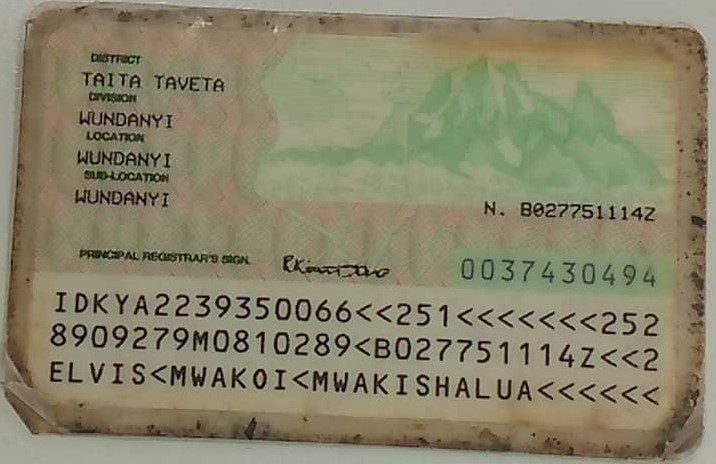 DISTRICT
TAITA TAVETA
DIVISION
WUNDANYI
LOCATION
WUNDANYI
SUB-LOCATION
WUNDANYI
N. B027751114Z
PRINCIPAL REGISTRAR'S SIGN.
0037430494
IDKYA2239350066<<251<<<<<<<252
8909279M0810289<B027751114Z<<2
ELVIS<MWAKOI<MWAKISHALUA<<<<<<